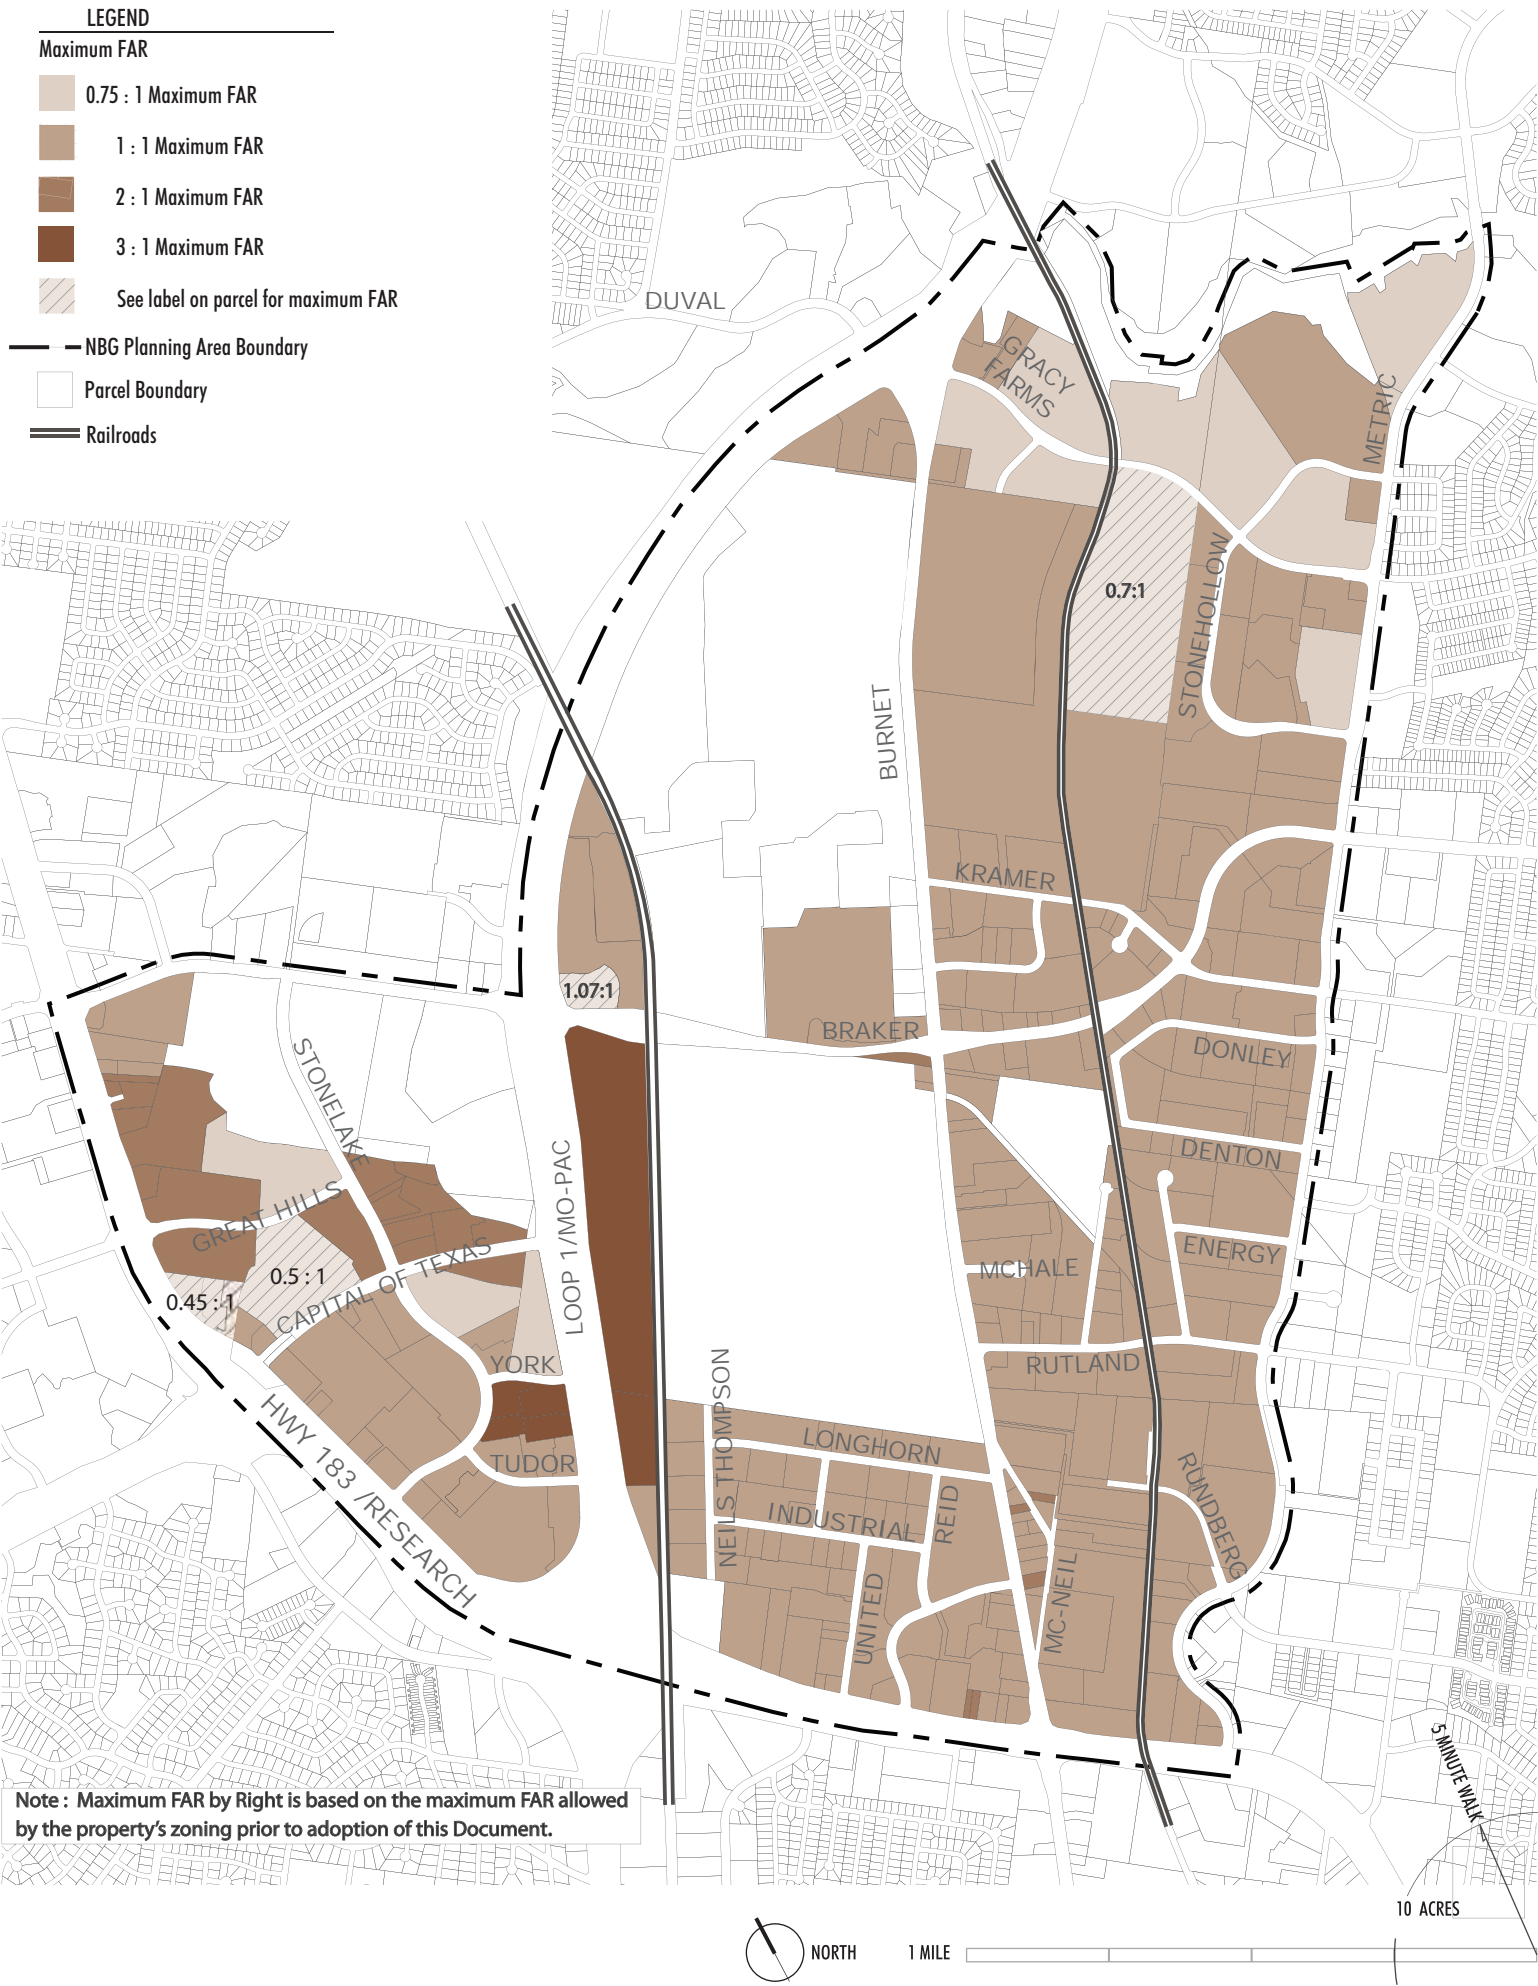 LEGEND
Maximum FAR
0.75 : 1 Maximum FAR
1 : 1 Maximum FAR
2 : 1 Maximum FAR
3 : 1 Maximum FAR
See label on parcel for maximum FAR
NBG Planning Area Boundary
Parcel Boundary
Railroads
DUVAL
GRACY
FARMS
METRIC
0.7:1
STONEHOLLOW
BURNET
KRAMER
1.07:1
BRAKER
DONLEY
STONELAKE
DENTON
LOOP 1/MO-PAC
GREAT HILLS
ENERGY
CAPITAL OF TEXAS
MCHALE
0.5 : 1
0.45 : 1
YORK
RUTLAND
NEILS THOMPSON
HWY 183 /RESEARCH
LONGHORN
TUDOR
RUNDBERG
INDUSTRIAL
REID
UNITED
MC-NEIL
5 MINUTE WALK
Note : Maximum FAR by Right is based on the maximum FAR allowed
by the property's zoning prior to adoption of this Document.
10 ACRES
NORTH
1 MILE